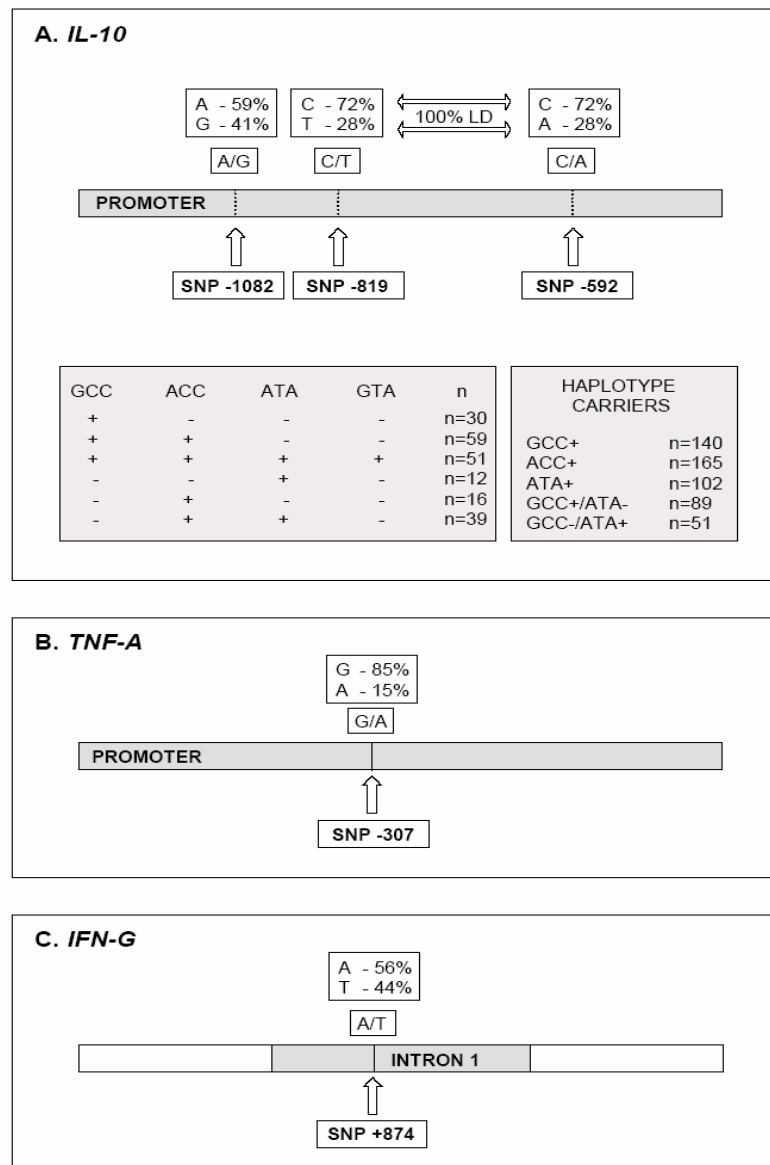 A. IL-10
A - 59%
G - 41%
C - 72%
T - 28%
100% LD
C - 72%
A - 28%
A/G
C/T
C/A
PROMOTER
SNP -1082
SNP -819
SNP -592
GCC ACC ATA GTA n
+ - - - n=30
+ + - - n=59
+ + + + n=51
- - + - n=12
- + - - n=16
- + + - n=39
HAPLOTYPE
CARRIERS
GCC+ n=140
ACC+ n=165
ATA+ n=102
GCC+/ATA- n=89
GCC-/ATA+ n=51
B. TNF-A
G - 85%
A - 15%
G/A
PROMOTER
SNP -307
C. IFN-G
A - 56%
T - 44%
A/T
INTRON 1
SNP +874